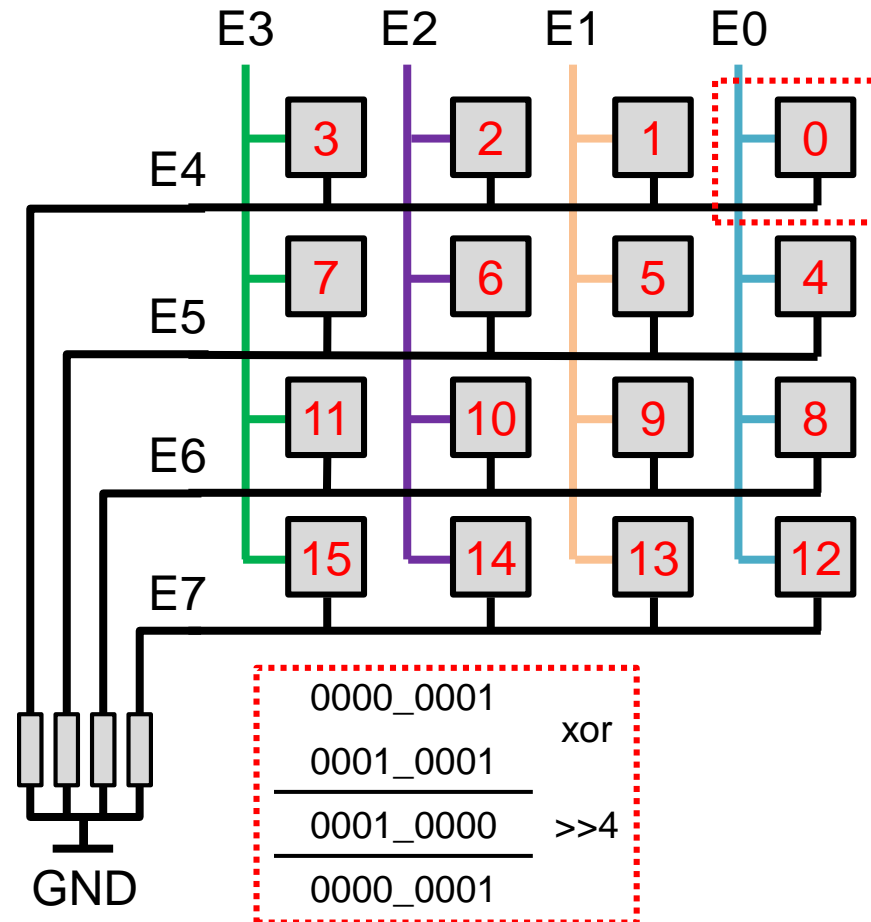 E3 E2 E1 E0
3 2 1 0
E4
7 6 5 4
E5
11 10 9 8
E6
15 14 13 12
E7
0000_0001
xor
0001_0001
0001_0000 >>4
0000_0001
GND